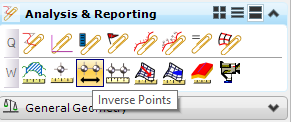 Analysis & Reporting
Q
W
Inverse Points
General Geometry